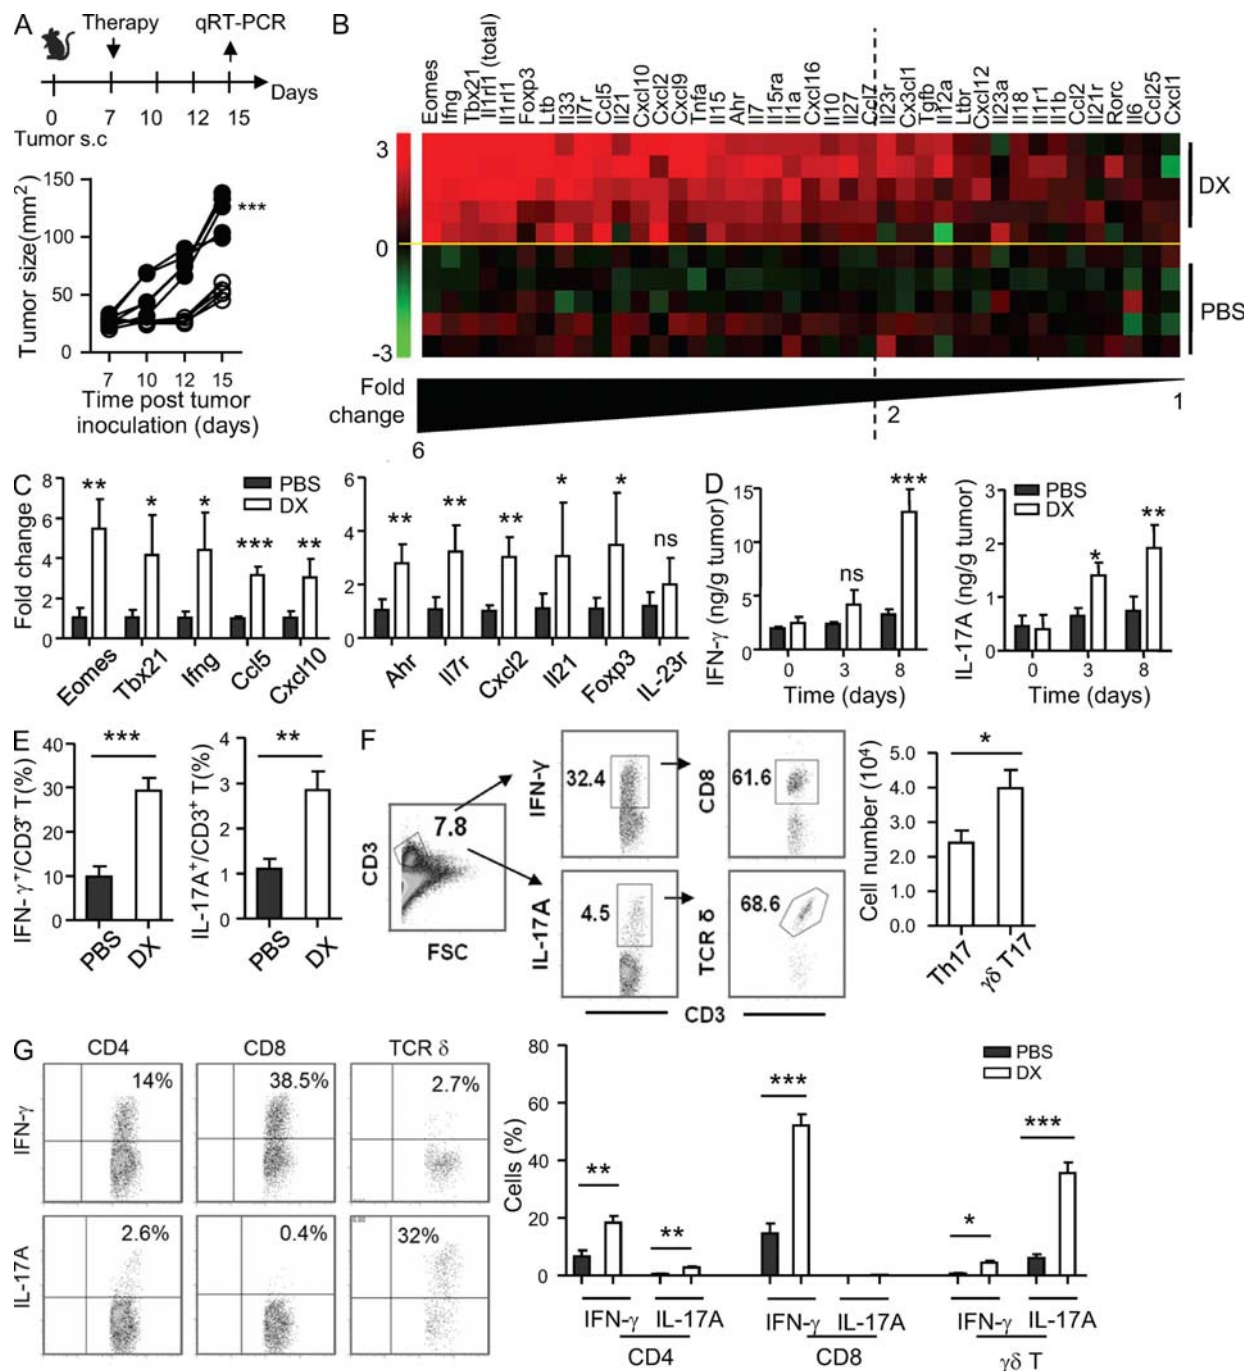 A
Therapy
qRT-PCR
0
7
10
12
15
Days
Tumor s.c
Tumor size(mm²)
150
100
50
0
***
7
10
12
15
Time post tumor
inoculation (days)
B
Eomes
Ifng
Tbx21
Il1rl1 (total)
Il1rl1
Foxp3
Ltb
Il33
Il7r
Ccl5
Il21
Cxcl10
Cxcl2
Cxcl9
Tnfa
Il15
Ahr
Il7
Il15ra
Il1a
Cxcl16
Il10
Il27
Ccl7
Il23r
Cx3cl1
Tgfb
Il12a
Ltbr
Cxcl12
Il23a
Il18
Il1r1
Il1b
Ccl2
Il21r
Rorc
Il6
Ccl25
Cxcl1
3
0
-3
DX
PBS
Fold
change
6
2
1
C
Fold change
8
6
4
2
0
PBS
DX
**
*
*
***
**
Eomes
Tbx21
Ifng
Ccl5
Cxcl10
6
4
2
0
**
**
**
*
*
ns
Ahr
Il7r
Cxcl2
Il21
Foxp3
IL-23r
D
IFN-γ (ng/g tumor)
15
10
5
0
PBS
DX
ns
***
0
3
8
Time (days)
IL-17A (ng/g tumor)
3
2
1
0
PBS
DX
*
**
0
3
8
Time (days)
E
IFN-γ⁺/CD3⁺ T(%)
40
30
20
10
0
***
PBS
DX
IL-17A⁺/CD3⁺ T(%)
4
3
2
1
0
**
PBS
DX
F
CD3
7.8
FSC
IFN-γ
32.4
CD8
61.6
IL-17A
4.5
TCR δ
68.6
CD3
Cell number (10⁴)
5.0
4.0
3.0
2.0
1.0
0
*
Th17
γδ T17
G
CD4
CD8
TCR δ
IFN-γ
14%
38.5%
2.7%
IL-17A
2.6%
0.4%
32%
Cells (%)
80
60
40
20
0
PBS
DX
**
**
***
*
***
IFN-γ
IL-17A
IFN-γ
IL-17A
IFN-γ
IL-17A
CD4
CD8
γδ T